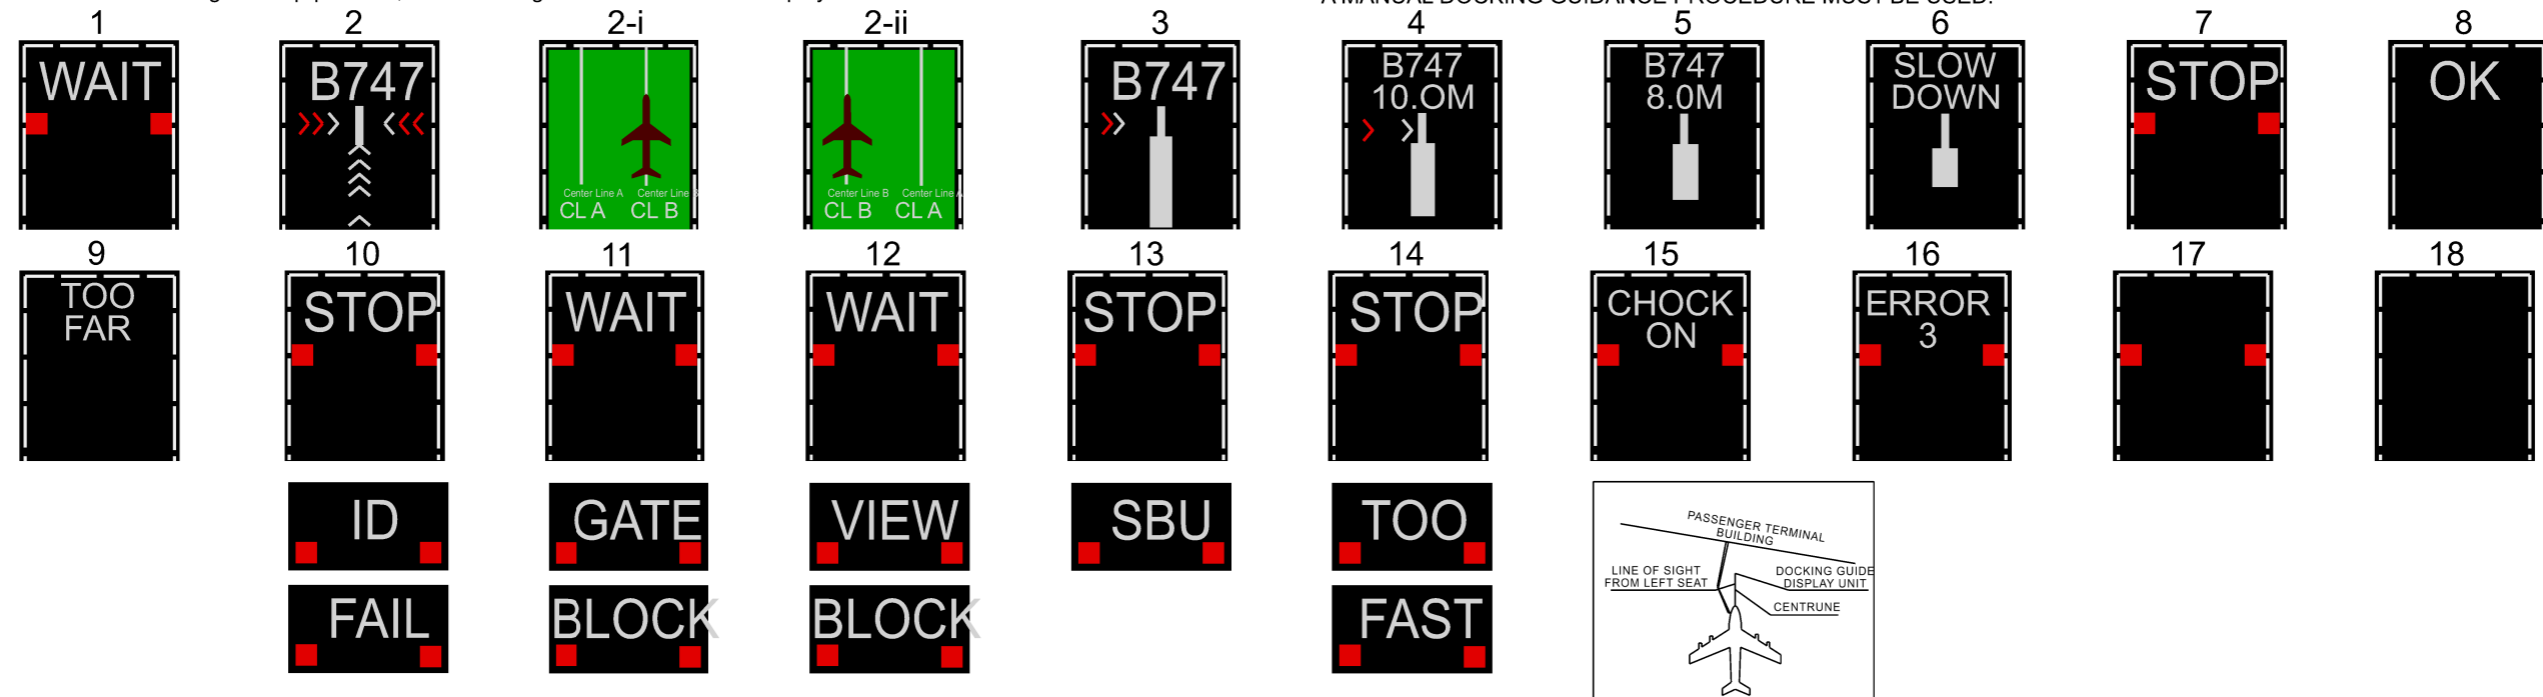 A MANUAL DOCKING GUIDANCE PROCEDURE MUST BE USED.
1 2 2-i 2-ii 3 4 5 6 7 8
WAIT
B747
Center Line A Center Line B
CL A CL B
Center Line B Center Line A
CL B CL A
B747
B747
10.OM
B747
8.0M
SLOW
DOWN
STOP
OK
9 10 11 12 13 14 15 16 17 18
TOO
FAR
STOP
ID
FAIL
WAIT
GATE
BLOCK
WAIT
VIEW
BLOCK
STOP
SBU
STOP
TOO
FAST
CHOCK
ON
ERROR
3
PASSENGER TERMINAL
BUILDING
LINE OF SIGHT
FROM LEFT SEAT
DOCKING GUIDE
DISPLAY UNIT
CENTRUNE